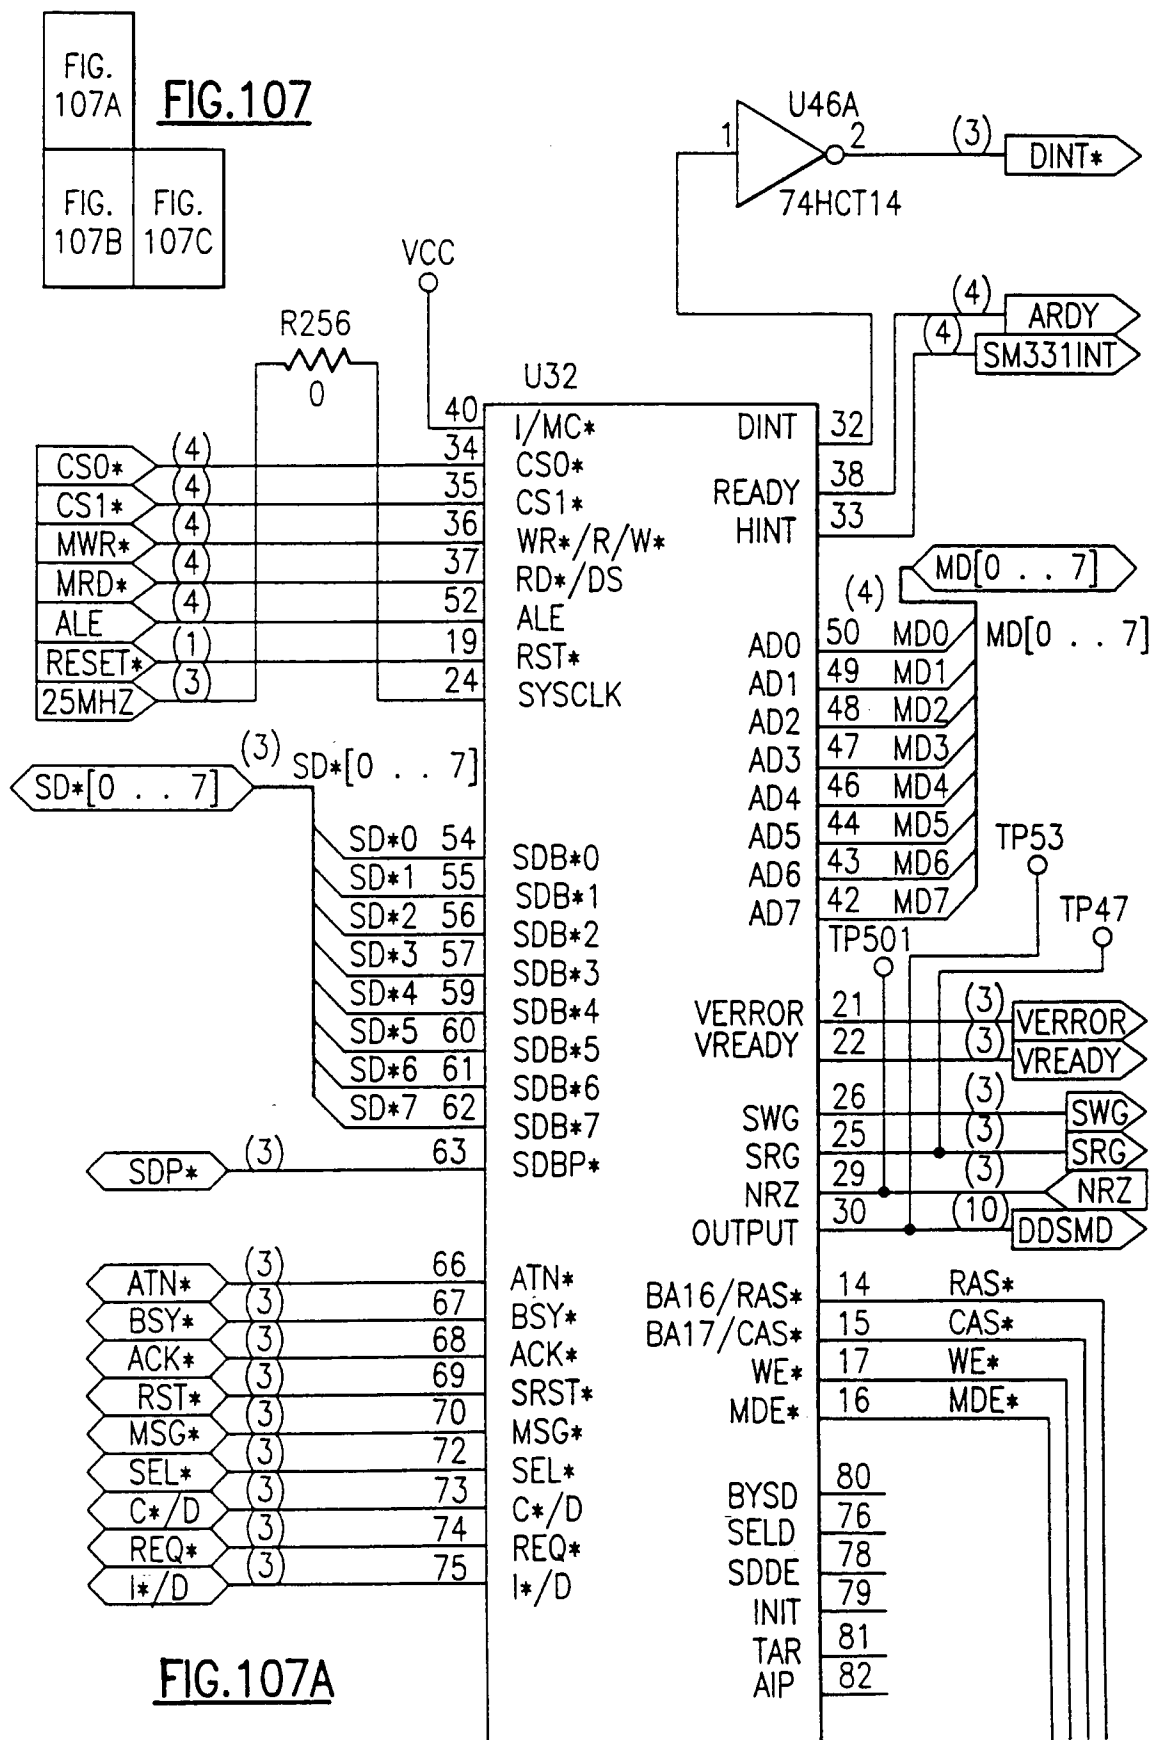 FIG.
107A
FIG.107
FIG.
107B
FIG.
107C
U46A
1
2
(3)
DINT*
74HCT14
VCC
R256
0
(4)
ARDY
(4)
SM331INT
U32
40
I/MC*
CS0*
(4)
34
CS0*
CS1*
(4)
35
CS1*
MWR*
(4)
36
WR*/R/W*
MRD*
(4)
37
RD*/DS
ALE
(4)
52
ALE
RESET*
(1)
19
RST*
25MHZ
(3)
24
SYSCLK
DINT
32
READY
38
HINT
33
MD[0 . . 7]
(4)
MD[0 . . 7]
AD0
50
MD0
AD1
49
MD1
AD2
48
MD2
AD3
47
MD3
AD4
46
MD4
AD5
44
MD5
AD6
43
MD6
AD7
42
MD7
SD*[0 . . 7]
(3)
SD*[0 . . 7]
SD*0
54
SDB*0
SD*1
55
SDB*1
SD*2
56
SDB*2
SD*3
57
SDB*3
SD*4
59
SDB*4
SD*5
60
SDB*5
SD*6
61
SDB*6
SD*7
62
SDB*7
SDP*
(3)
63
SDBP*
TP53
TP47
TP501
VERROR
21
(3)
VERROR
VREADY
22
(3)
VREADY
SWG
26
(3)
SWG
SRG
25
(3)
SRG
NRZ
29
(3)
NRZ
OUTPUT
30
(10)
DDSMD
ATN*
(3)
66
ATN*
BSY*
(3)
67
BSY*
ACK*
(3)
68
ACK*
RST*
(3)
69
SRST*
MSG*
(3)
70
MSG*
SEL*
(3)
72
SEL*
C*/D
(3)
73
C*/D
REQ*
(3)
74
REQ*
I*/D
(3)
75
I*/D
BA16/RAS*
14
RAS*
BA17/CAS*
15
CAS*
WE*
17
WE*
MDE*
16
MDE*
BYSD
80
SELD
76
SDDE
78
INIT
79
TAR
81
AIP
82
FIG.107A